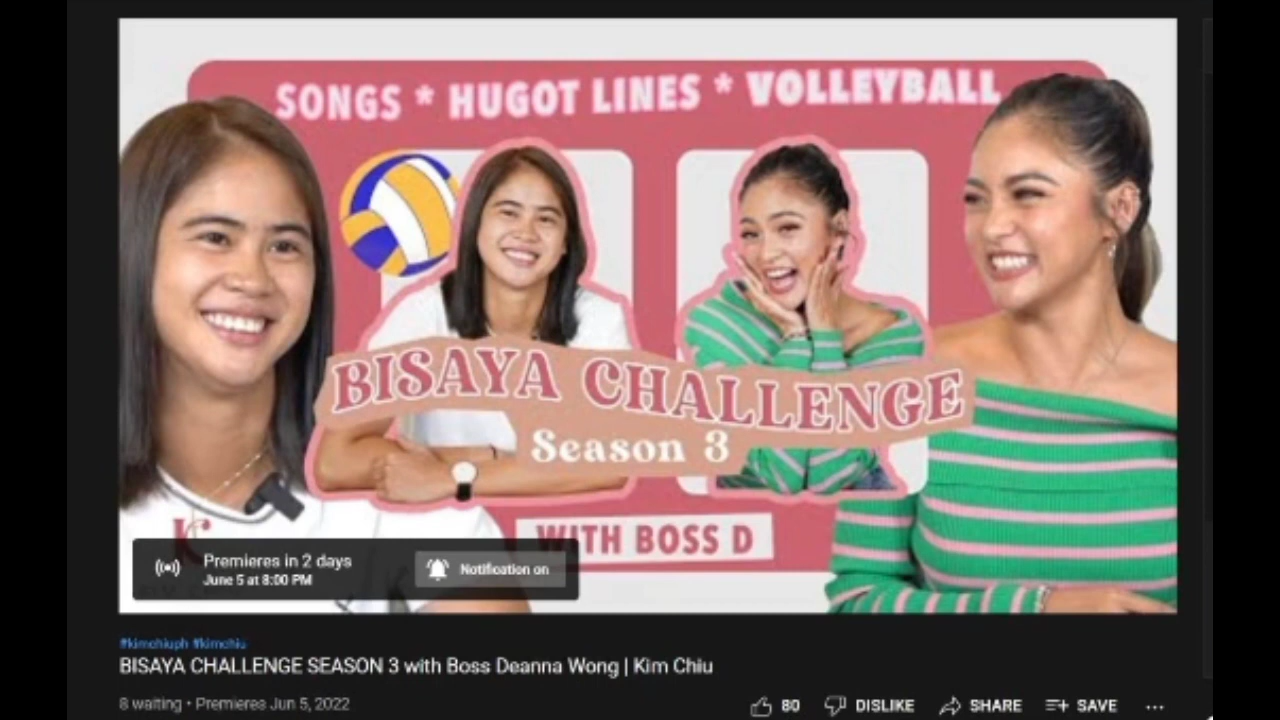 SONGS * HUGOT LINES * VOLLEYBALL
BISAYA CHALLENGE
Season 3
WITH BOSS D
KC
Premieres in 2 days
June 5 at 8:00 PM
Notification on
#kimchiuph #kimchiu
BISAYA CHALLENGE SEASON 3 with Boss Deanna Wong | Kim Chiu
8 waiting • Premieres Jun 5, 2022
80 DISLIKE SHARE SAVE ...